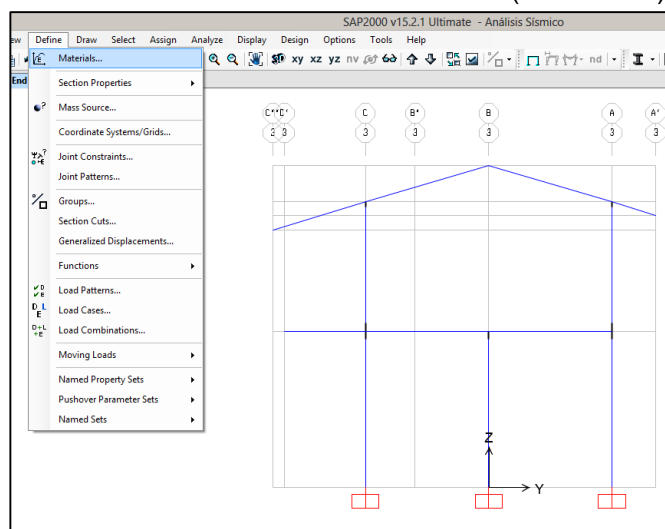 SAP2000 v15.2.1 Ultimate - Análisis Sísmico
Define Draw Select Assign Analyze Display Design Options Tools Help
xy xz yz nv nd
Materials...
Section Properties
Mass Source...
Coordinate Systems/Grids...
Joint Constraints...
Joint Patterns...
Groups...
Section Cuts...
Generalized Displacements...
Functions
Load Patterns...
Load Cases...
Load Combinations...
Moving Loads
Named Property Sets
Pushover Parameter Sets
Named Sets
C B' B A A'
3 3 3 3 3 3 3
Z
Y